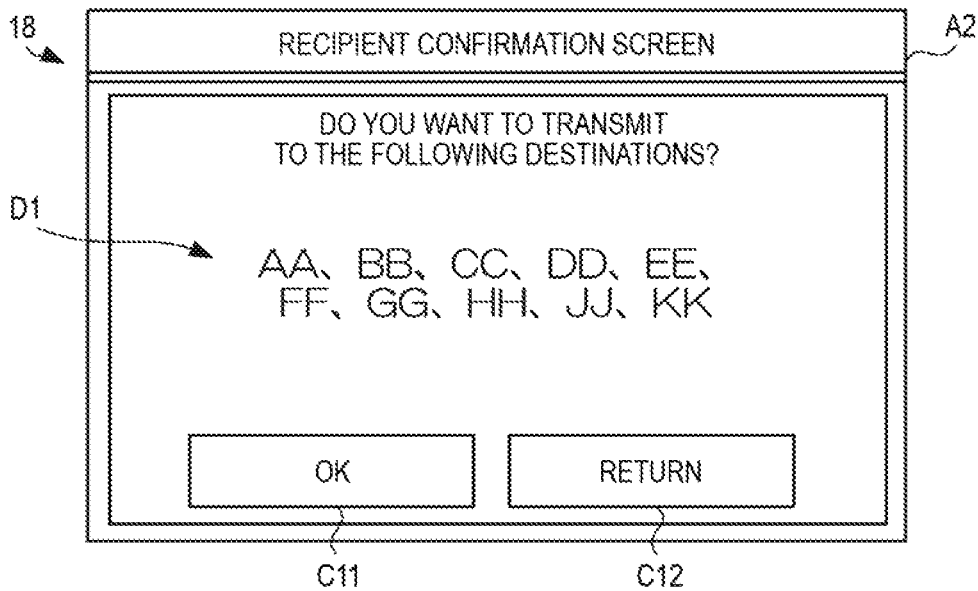 18
A2
RECIPIENT CONFIRMATION SCREEN
DO YOU WANT TO TRANSMIT
TO THE FOLLOWING DESTINATIONS?
D1
AA、BB、CC、DD、EE、
FF、GG、HH、JJ、KK
OK
RETURN
C11
C12